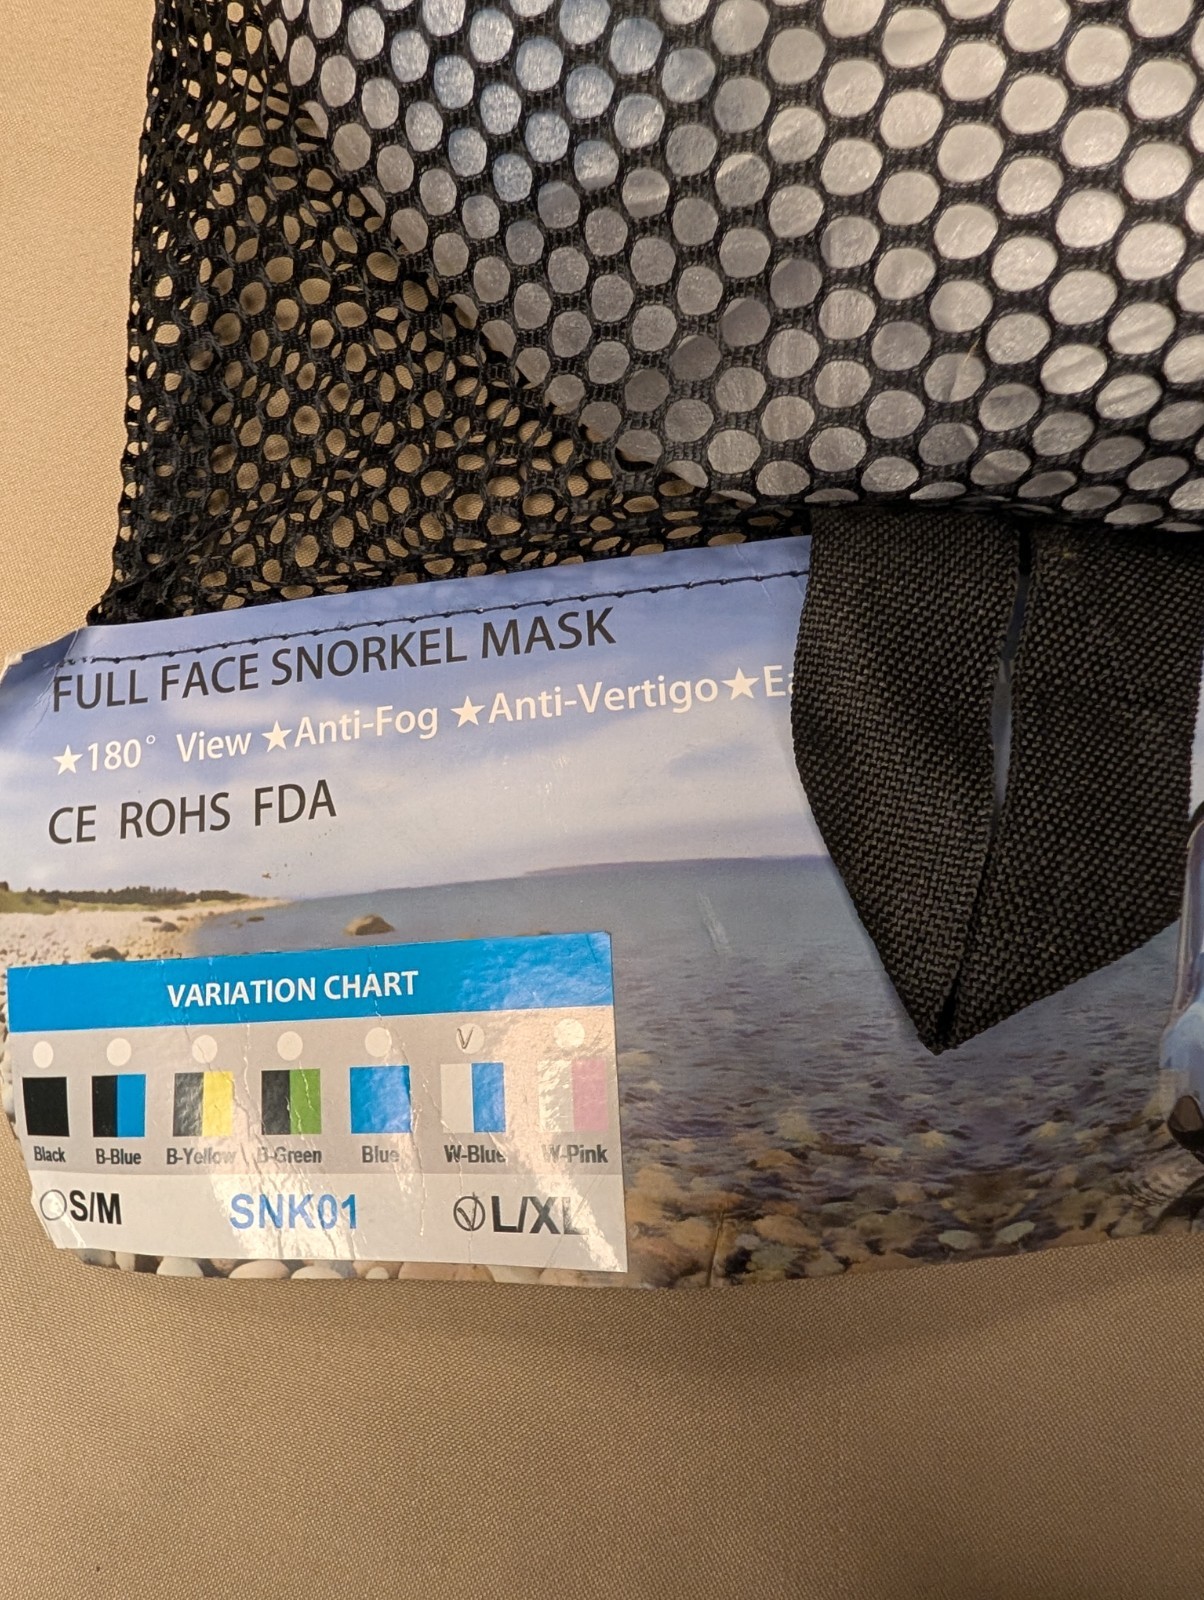 FULL FACE SNORKEL MASK
★180° View ★Anti-Fog ★Anti-Vertigo★Ea
CE ROHS FDA
VARIATION CHART
Black B-Blue B-Yellow B-Green Blue W-Blue W-Pink
S/M SNK01 L/XL